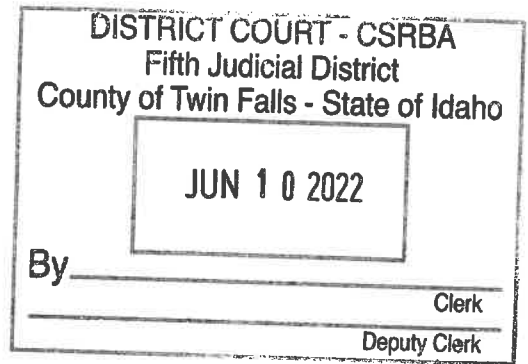 DISTRICT COURT - CSRBA
Fifth Judicial District
County of Twin Falls - State of Idaho
JUN 10 2022
By
Clerk
Deputy Clerk